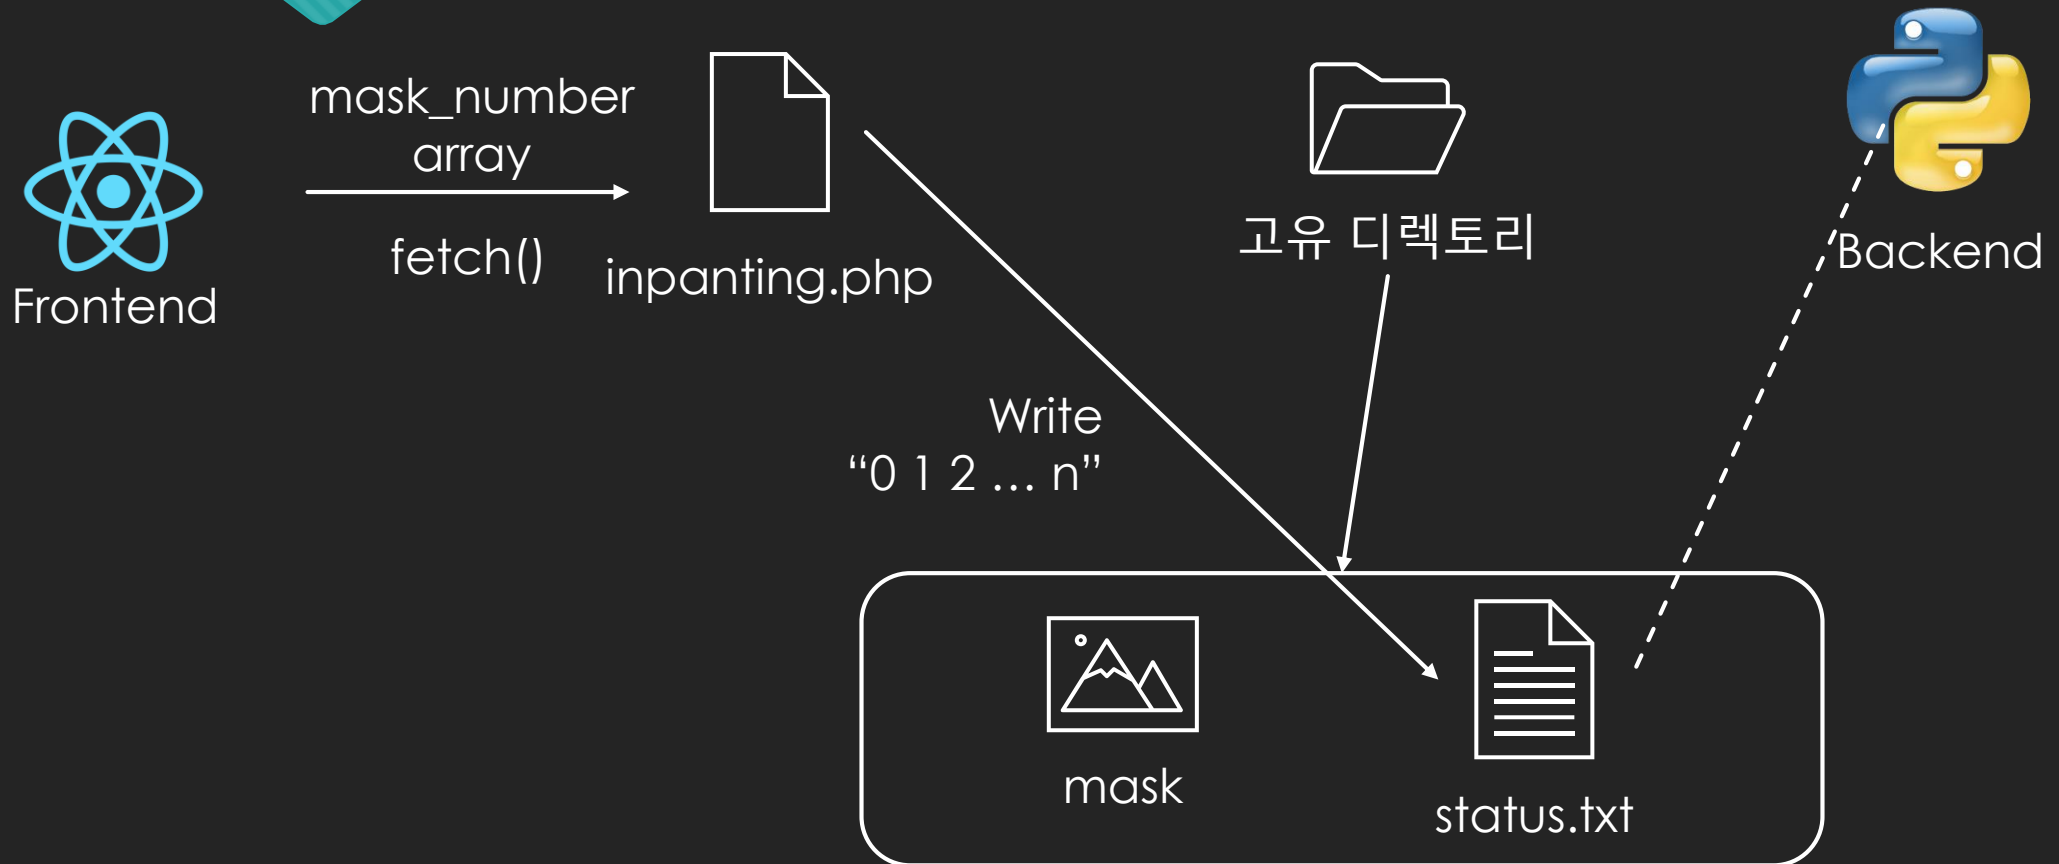 mask_number
array
fetch()
Frontend
inpanting.php
고유 디렉토리
Backend
Write
“0 1 2 … n”
mask
status.txt